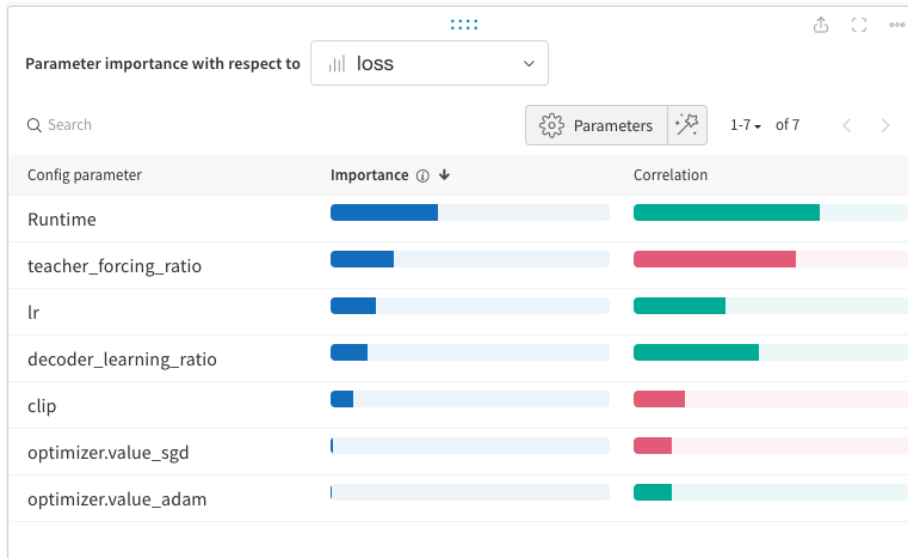 Parameter importance with respect to loss
Search Parameters 1-7 of 7
Config parameter Importance Correlation
Runtime
teacher_forcing_ratio
lr
decoder_learning_ratio
clip
optimizer.value_sgd
optimizer.value_adam